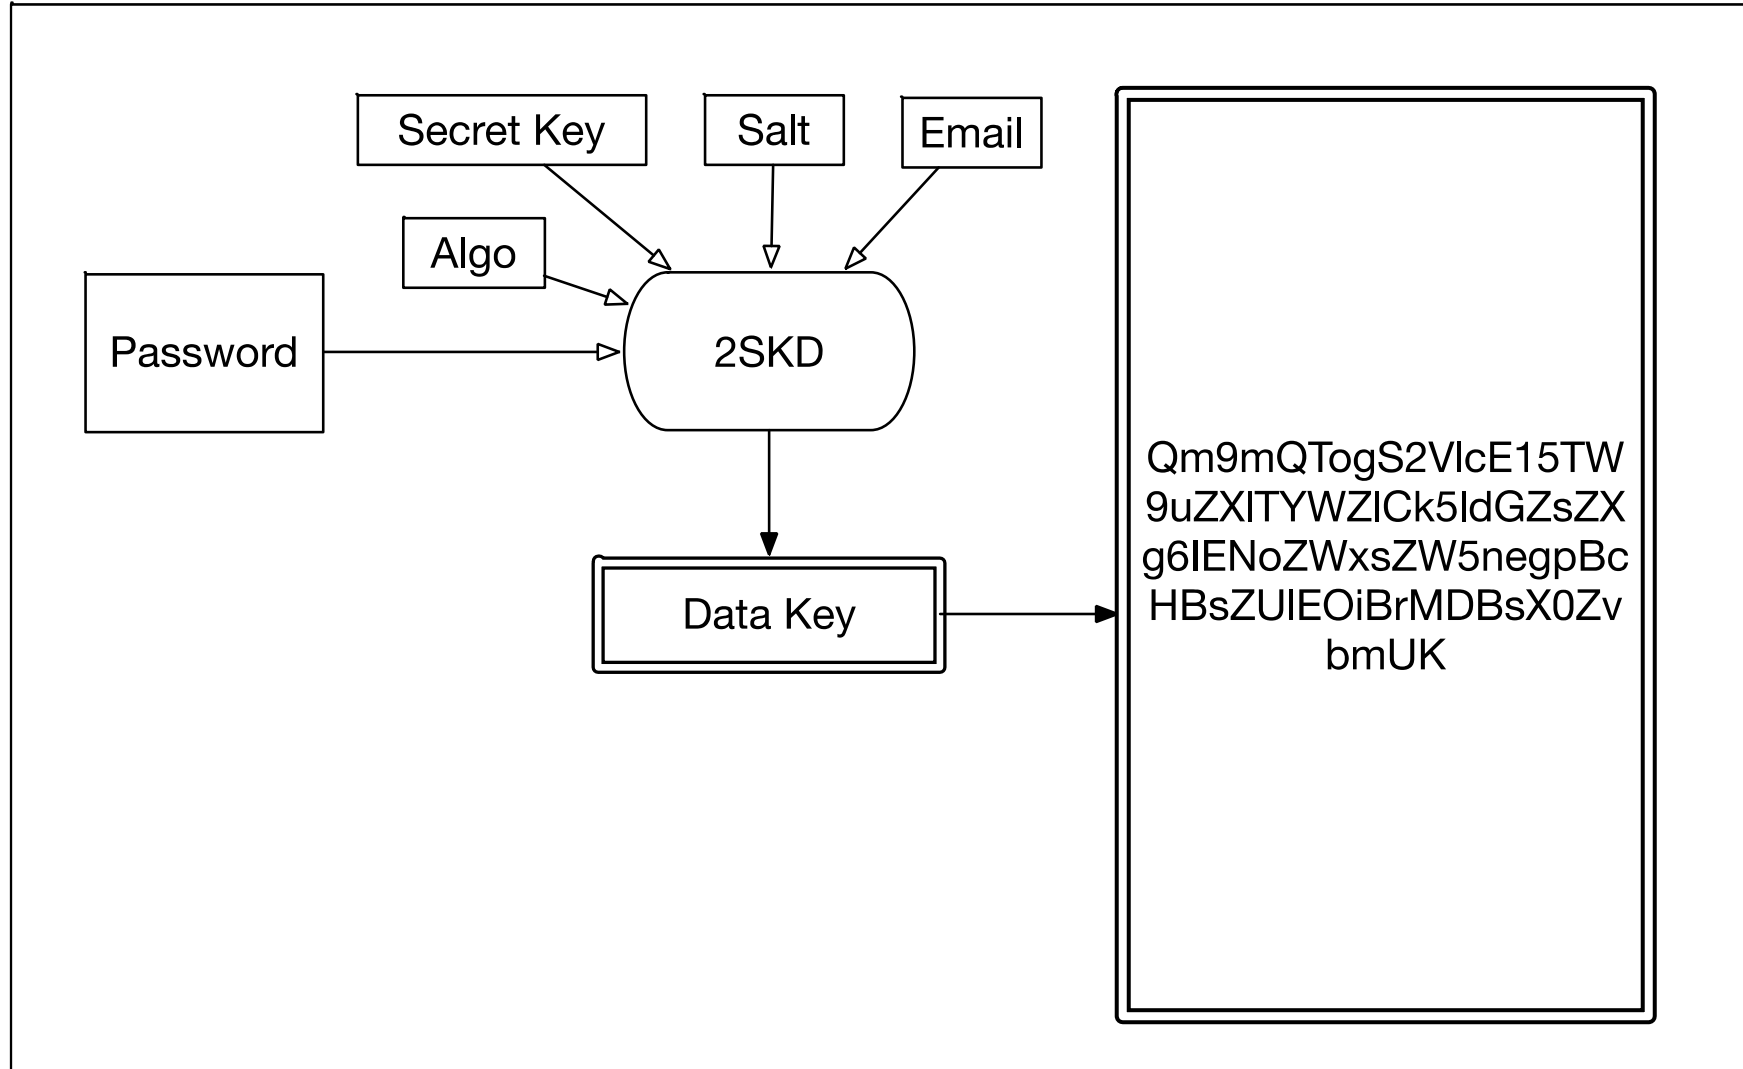 Secret Key
Salt
Email
Algo
Password
2SKD
Data Key
Qm9mQTogS2VlcE15TW
9uZXlTYWZlCk5ldGZsZX
g6IENoZWxsZW5negpBc
HBsZUlEOiBrMDBsX0Zv
bmUK